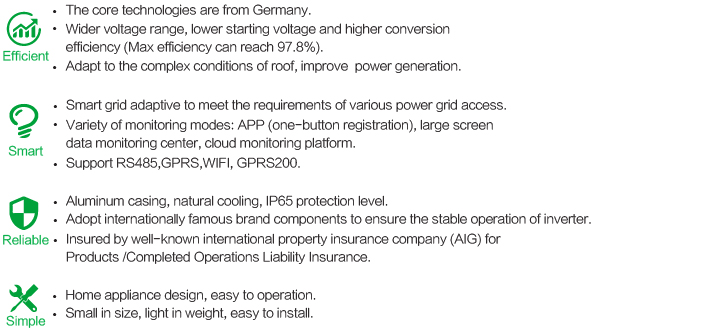 • The core technologies are from Germany.
• Wider voltage range, lower starting voltage and higher conversion
efficiency (Max efficiency can reach 97.8%).
Efficient
• Adapt to the complex conditions of roof, improve power generation.
• Smart grid adaptive to meet the requirements of various power grid access.
• Variety of monitoring modes: APP (one-button registration), large screen
data monitoring center, cloud monitoring platform.
Smart
• Support RS485,GPRS,WIFI, GPRS200.
• Aluminum casing, natural cooling, IP65 protection level.
• Adopt internationally famous brand components to ensure the stable operation of inverter.
Reliable
• Insured by well-known international property insurance company (AIG) for
Products /Completed Operations Liability Insurance.
• Home appliance design, easy to operation.
• Small in size, light in weight, easy to install.
Simple